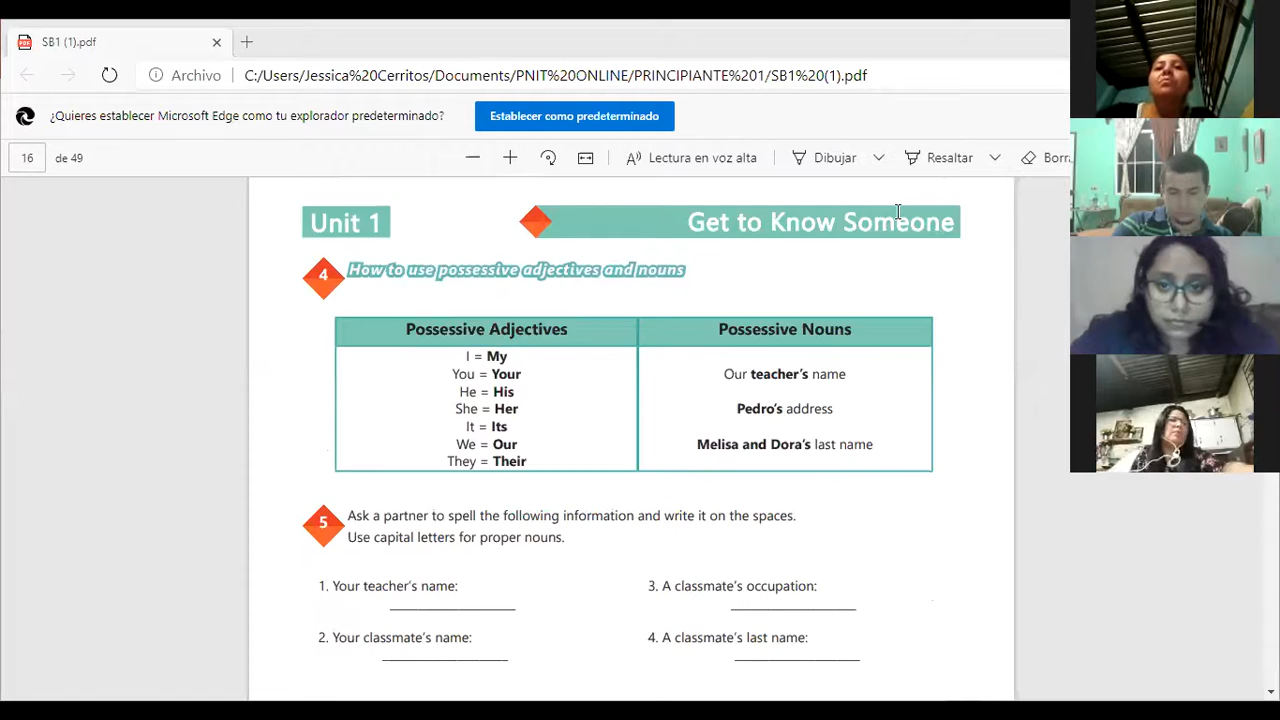 SB1 (1).pdf
Archivo
C:/Users/Jessica%20Cerritos/Documents/PNIT%20ONLINE/PRINCIPIANTE%201/SB1%20(1).pdf
¿Quieres establecer Microsoft Edge como tu explorador predeterminado?
Establecer como predeterminado
16 de 49
Lectura en voz alta
Dibujar
Resaltar
Borr
Unit 1
Get to Know Someone
4 How to use possessive adjectives and nouns
Possessive Adjectives
Possessive Nouns
I = My
You = Your
He = His
She = Her
It = Its
We = Our
They = Their
Our teacher's name
Pedro's address
Melisa and Dora's last name
5 Ask a partner to spell the following information and write it on the spaces.
Use capital letters for proper nouns.
1. Your teacher's name:
2. Your classmate's name:
3. A classmate's occupation:
4. A classmate's last name: